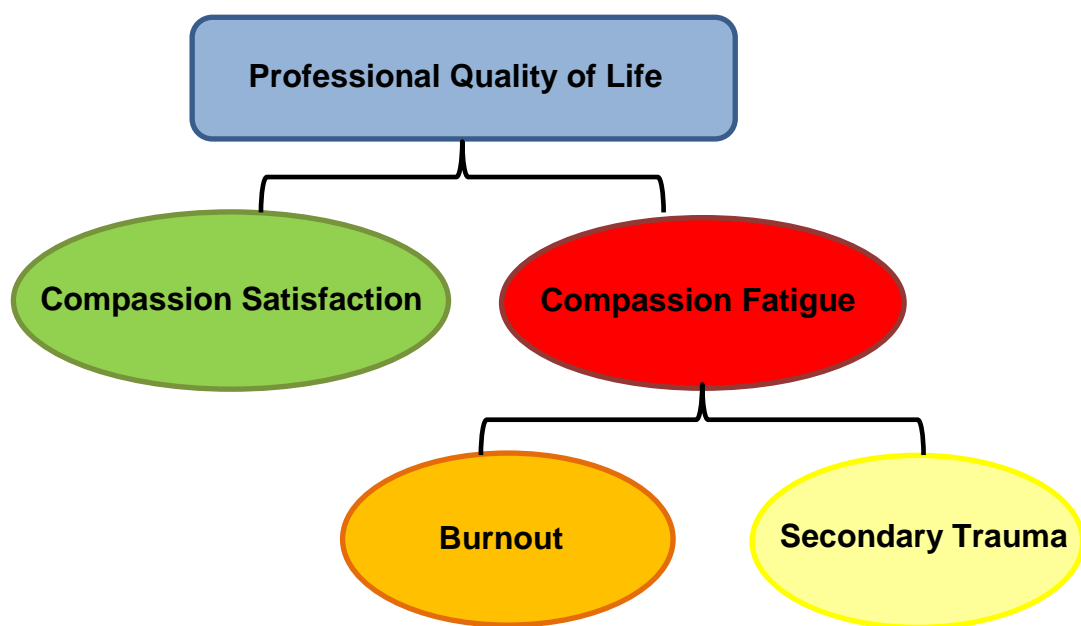 Professional Quality of Life
Compassion Satisfaction
Compassion Fatigue
Burnout
Secondary Trauma